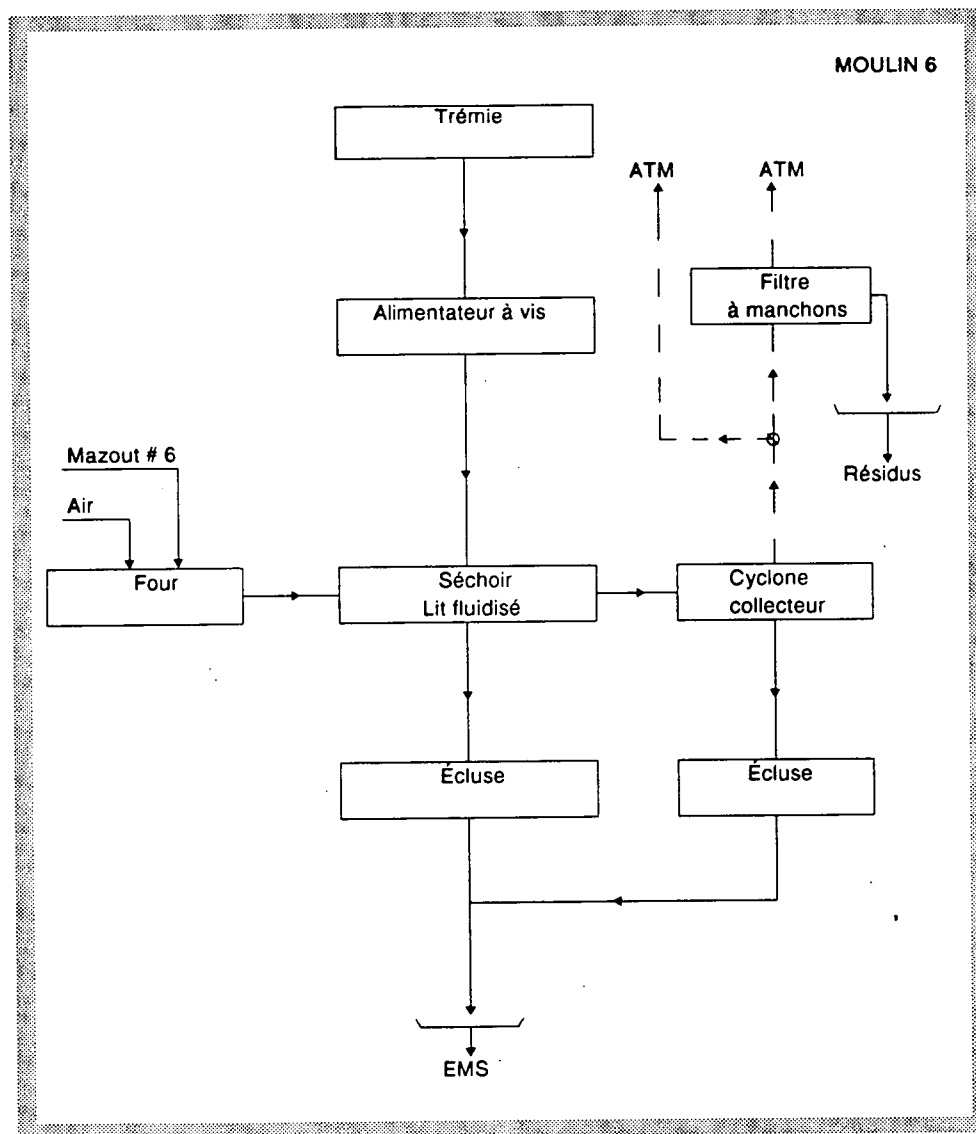 MOULIN 6
Trémie
ATM
ATM
Filtre
à manchons
Alimentateur à vis
Résidus
Mazout # 6
Air
Four
Séchoir
Lit fluidisé
Cyclone
collecteur
Écluse
Écluse
EMS